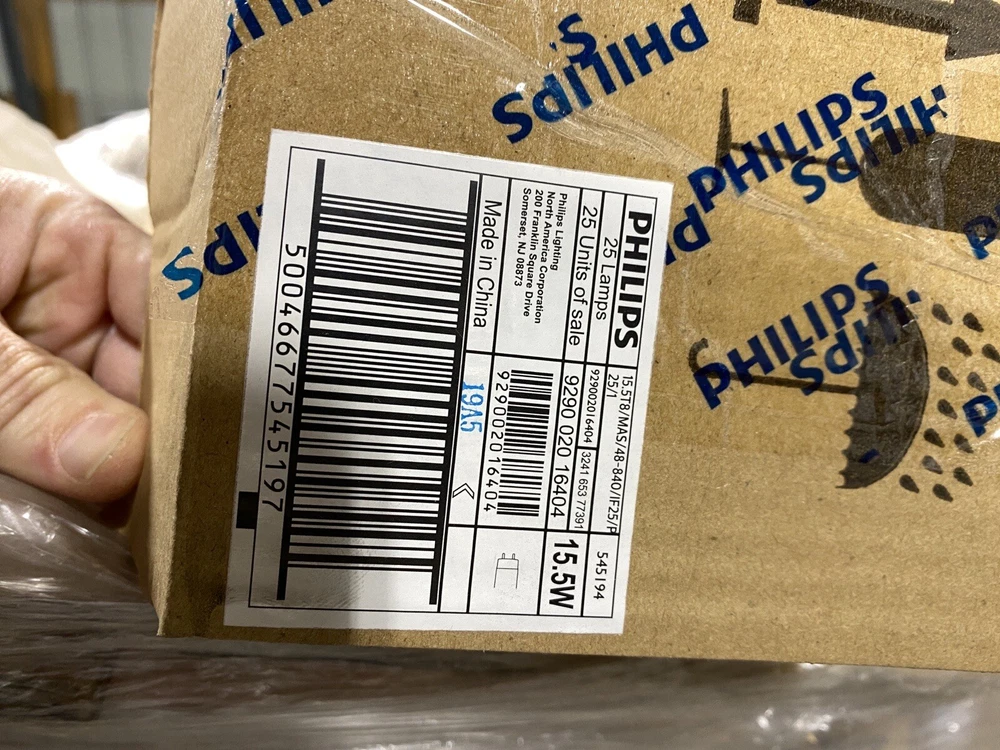 PHILIPS
15.5T8/MAS/48-840/IF25/P
25/1
545194
25 Lamps
929002016404
3241 653 77391
25 Units of sale
9290 020 16404
15.5W
Philips Lighting
North America Corporation
200 Franklin Square Drive
Somerset, NJ 08873
929002016404
Made in China
19A5
50046677545197
PHILIPS
PHILIPS
PHILIPS
PHILIPS
PHILIPS
PHILIPS